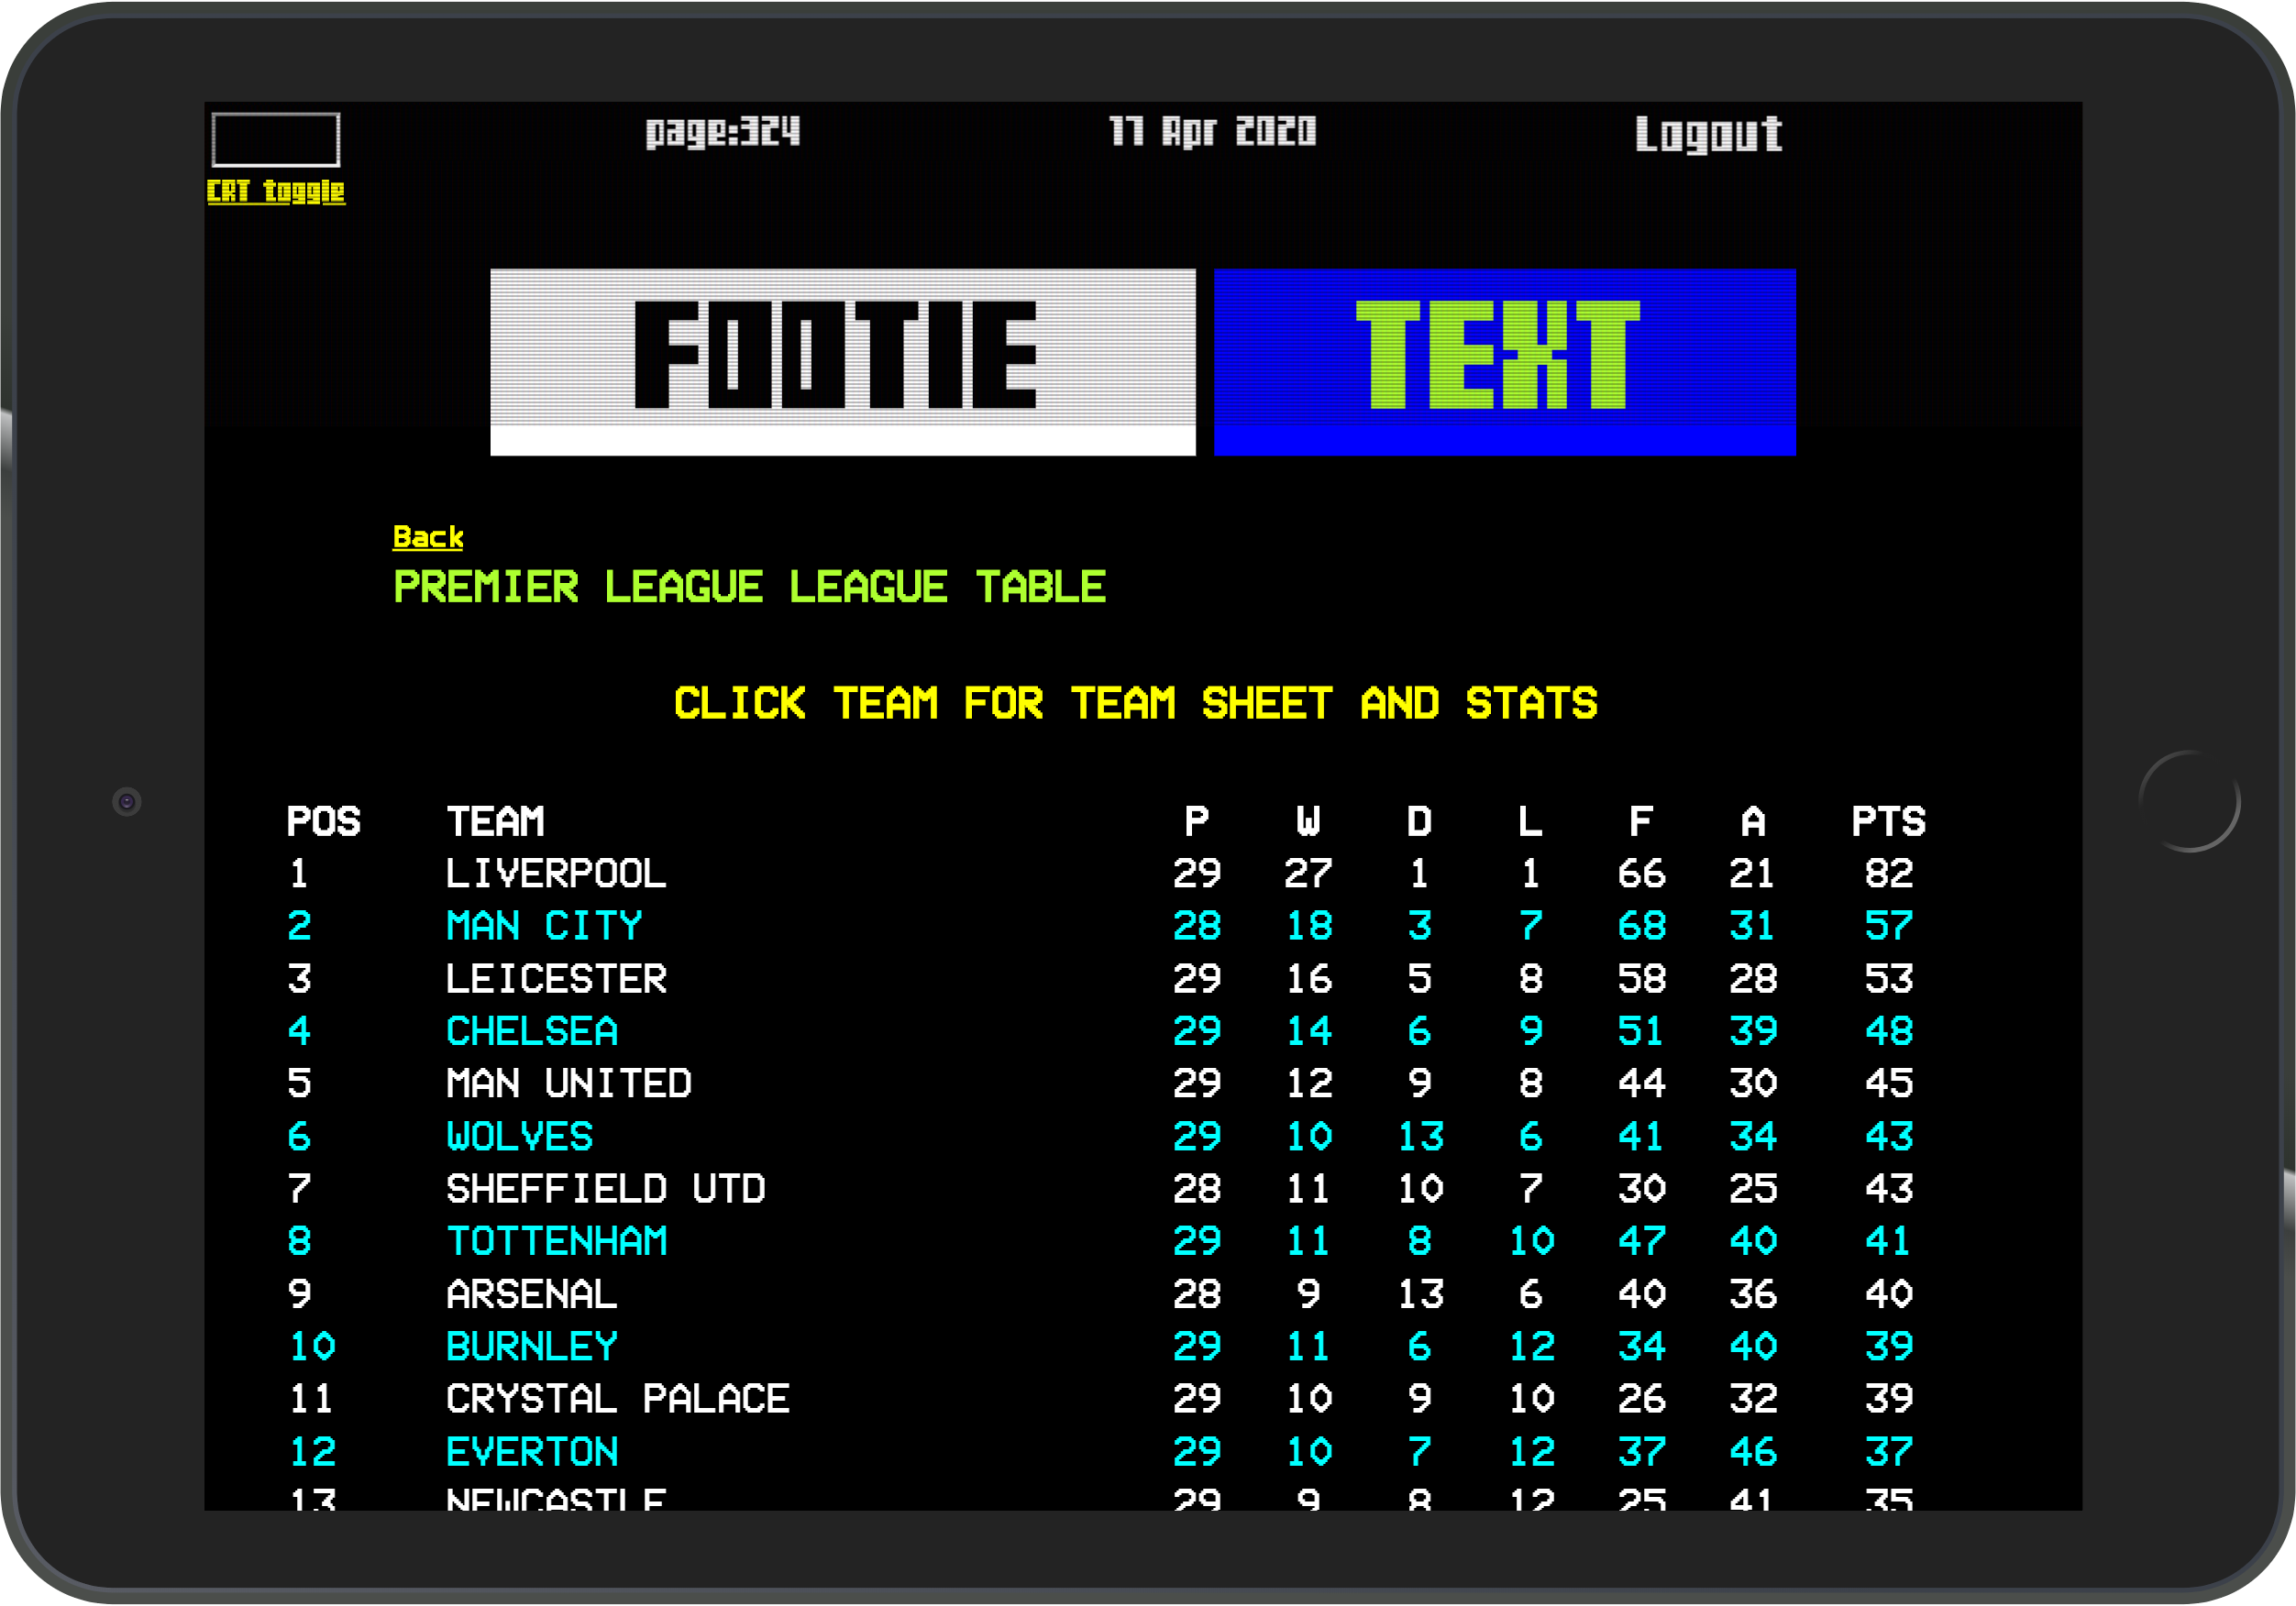 page:324 17 Apr 2020 Logout
CRT toggle
FOOTIE TEXT
Back
PREMIER LEAGUE LEAGUE TABLE
CLICK TEAM FOR TEAM SHEET AND STATS
POS TEAM P W D L F A PTS
1 LIVERPOOL 29 27 1 1 66 21 82
2 MAN CITY 28 18 3 7 68 31 57
3 LEICESTER 29 16 5 8 58 28 53
4 CHELSEA 29 14 6 9 51 39 48
5 MAN UNITED 29 12 9 8 44 30 45
6 WOLVES 29 10 13 6 41 34 43
7 SHEFFIELD UTD 28 11 10 7 30 25 43
8 TOTTENHAM 29 11 8 10 47 40 41
9 ARSENAL 28 9 13 6 40 36 40
10 BURNLEY 29 11 6 12 34 40 39
11 CRYSTAL PALACE 29 10 9 10 26 32 39
12 EVERTON 29 10 7 12 37 46 37
13 NEWCASTLE 29 9 8 12 25 41 35